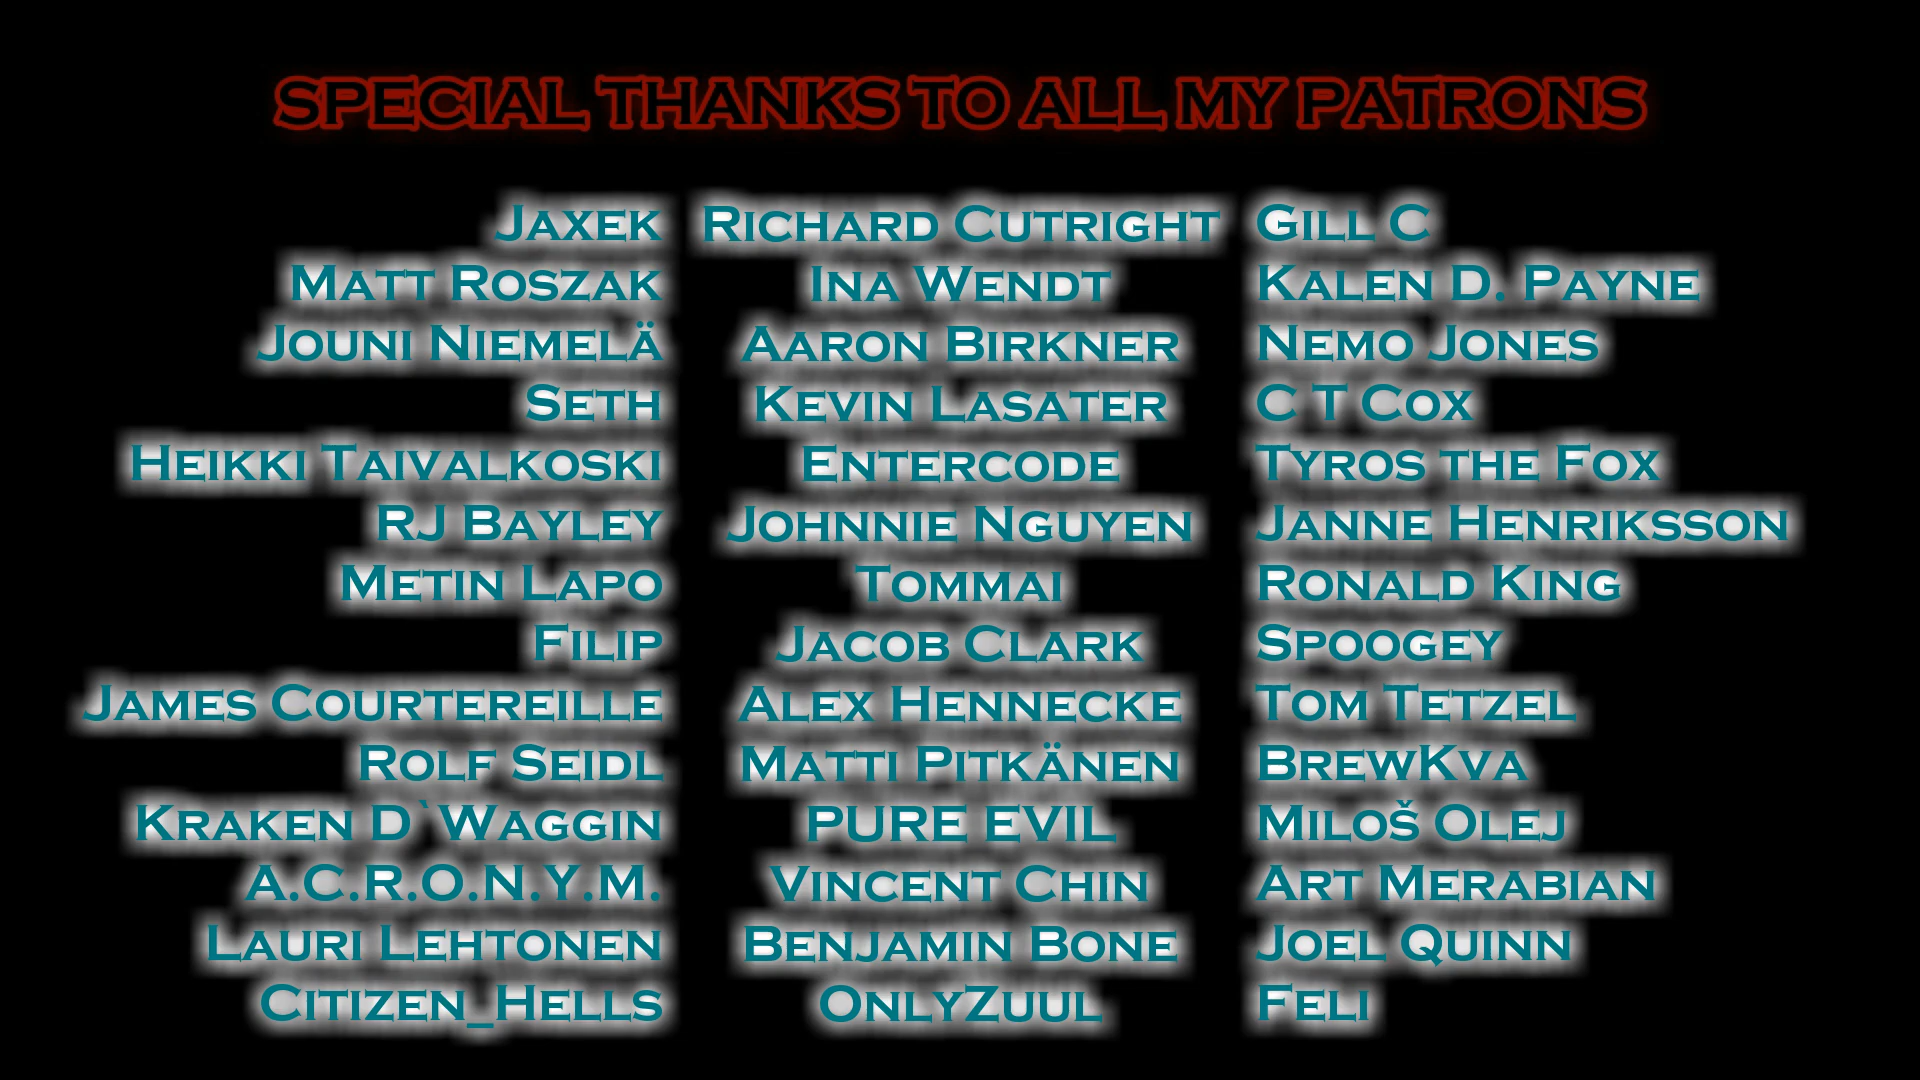 SPECIAL THANKS TO ALL MY PATRONS
Jaxek
Matt Roszak
Jouni Niemelä
Seth
Heikki Taivalkoski
RJ Bayley
Metin Lapo
Filip
James Courtereille
Rolf Seidl
Kraken D`Waggin
A.C.R.O.N.Y.M.
Lauri Lehtonen
Citizen_Hells
Richard Cutright
Ina Wendt
Aaron Birkner
Kevin Lasater
Entercode
Johnnie Nguyen
Tommai
Jacob Clark
Alex Hennecke
Matti Pitkänen
PURE EVIL
Vincent Chin
Benjamin Bone
OnlyZuul
Gill C
Kalen D. Payne
Nemo Jones
C T Cox
Tyros the Fox
Janne Henriksson
Ronald King
Spoogey
Tom Tetzel
BrewKva
Miloš Olej
Art Merabian
Joel Quinn
Feli